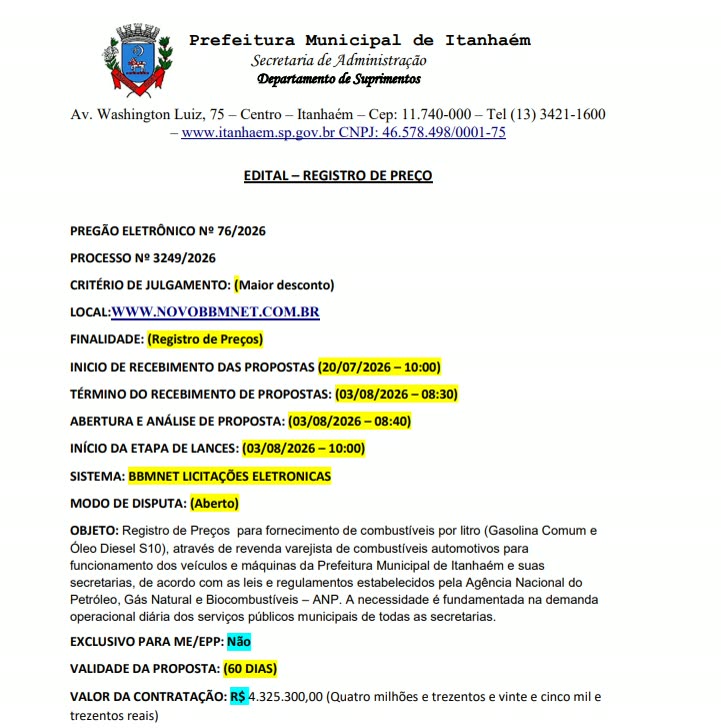 Prefeitura Municipal de Itanhaém
Secretaria de Administração
Departamento de Suprimentos
Av. Washington Luiz, 75 – Centro – Itanhaém – Cep: 11.740-000 – Tel (13) 3421-1600
– www.itanhaem.sp.gov.br CNPJ: 46.578.498/0001-75
EDITAL – REGISTRO DE PREÇO
PREGÃO ELETRÔNICO Nº 76/2026
PROCESSO Nº 3249/2026
CRITÉRIO DE JULGAMENTO: (Maior desconto)
LOCAL:WWW.NOVOBBMNET.COM.BR
FINALIDADE: (Registro de Preços)
INICIO DE RECEBIMENTO DAS PROPOSTAS (20/07/2026 – 10:00)
TÉRMINO DO RECEBIMENTO DE PROPOSTAS: (03/08/2026 – 08:30)
ABERTURA E ANÁLISE DE PROPOSTA: (03/08/2026 – 08:40)
INÍCIO DA ETAPA DE LANCES: (03/08/2026 – 10:00)
SISTEMA: BBMNET LICITAÇÕES ELETRONICAS
MODO DE DISPUTA: (Aberto)
OBJETO: Registro de Preços para fornecimento de combustíveis por litro (Gasolina Comum e
Óleo Diesel S10), através de revenda varejista de combustíveis automotivos para
funcionamento dos veículos e máquinas da Prefeitura Municipal de Itanhaém e suas
secretarias, de acordo com as leis e regulamentos estabelecidos pela Agência Nacional do
Petróleo, Gás Natural e Biocombustíveis – ANP. A necessidade é fundamentada na demanda
operacional diária dos serviços públicos municipais de todas as secretarias.
EXCLUSIVO PARA ME/EPP: Não
VALIDADE DA PROPOSTA: (60 DIAS)
VALOR DA CONTRATAÇÃO: R$ 4.325.300,00 (Quatro milhões e trezentos e vinte e cinco mil e
trezentos reais)